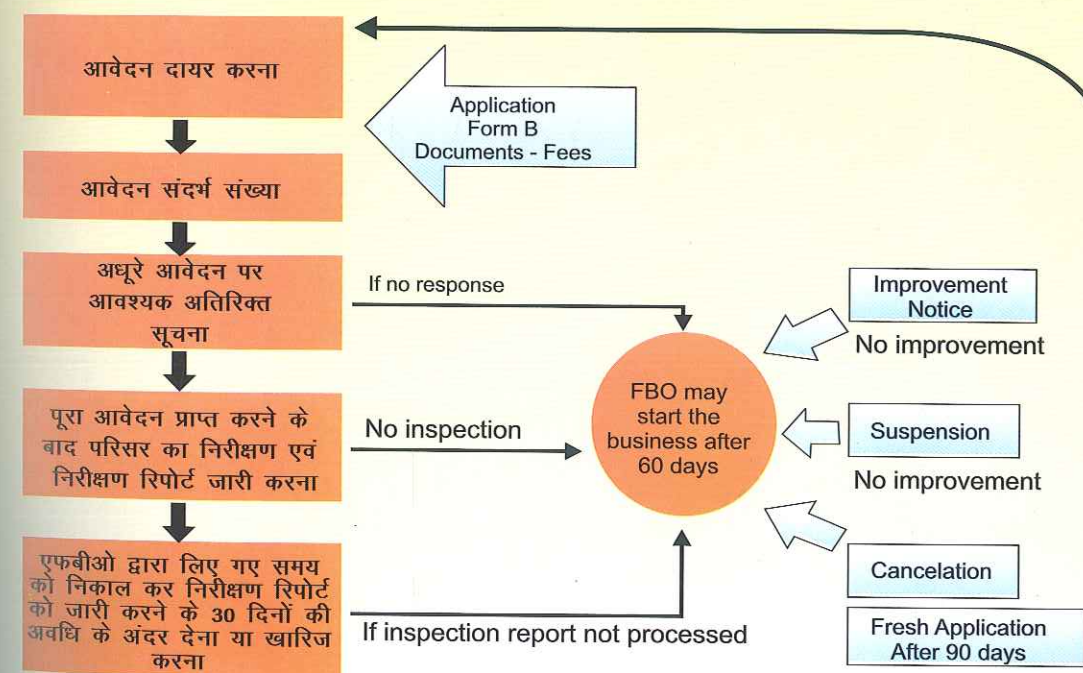 आवेदन दायर करना
Application
Form B
Documents - Fees
आवेदन संदर्भ संख्या
अधूरे आवेदन पर
आवश्यक अतिरिक्त
सूचना
If no response
Improvement
Notice
No improvement
FBO may
start the
business after
60 days
पूरा आवेदन प्राप्त करने के
बाद परिसर का निरीक्षण एवं
निरीक्षण रिपोर्ट जारी करना
No inspection
Suspension
No improvement
एफबीओ द्वारा लिए गए समय
को निकाल कर निरीक्षण रिपोर्ट
को जारी करने के 30 दिनों की
अवधि के अंदर देना या खारिज
करना
If inspection report not processed
Cancelation
Fresh Application
After 90 days